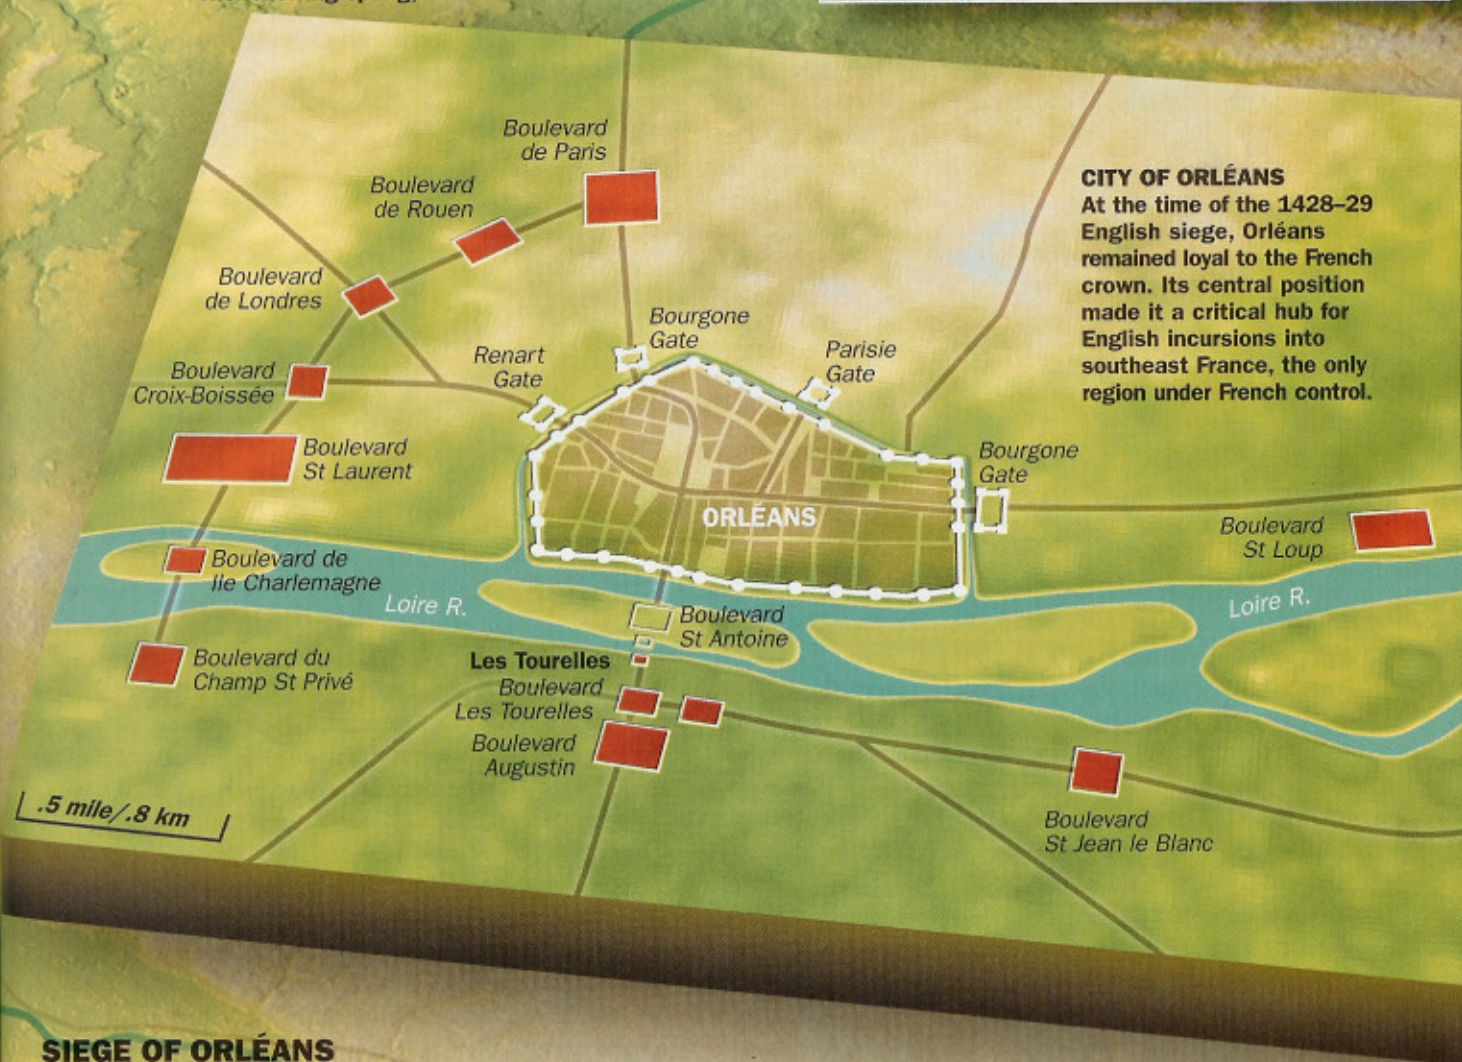 Boulevard
de Paris
Boulevard
de Rouen
CITY OF ORLÉANS
At the time of the 1428–29
English siege, Orléans
remained loyal to the French
crown. Its central position
made it a critical hub for
English incursions into
southeast France, the only
region under French control.
Boulevard
de Londres
Bourgone
Gate
Renart
Gate
Parisie
Gate
Boulevard
Croix-Boissée
Boulevard
St Laurent
Bourgone
Gate
ORLÉANS
Boulevard
St Loup
Boulevard de
Ile Charlemagne
Loire R.
Loire R.
Boulevard
St Antoine
Les Tourelles
Boulevard du
Champ St Privé
Boulevard
Les Tourelles
Boulevard
Augustin
.5 mile/.8 km
Boulevard
St Jean le Blanc
SIEGE OF ORLÉANS